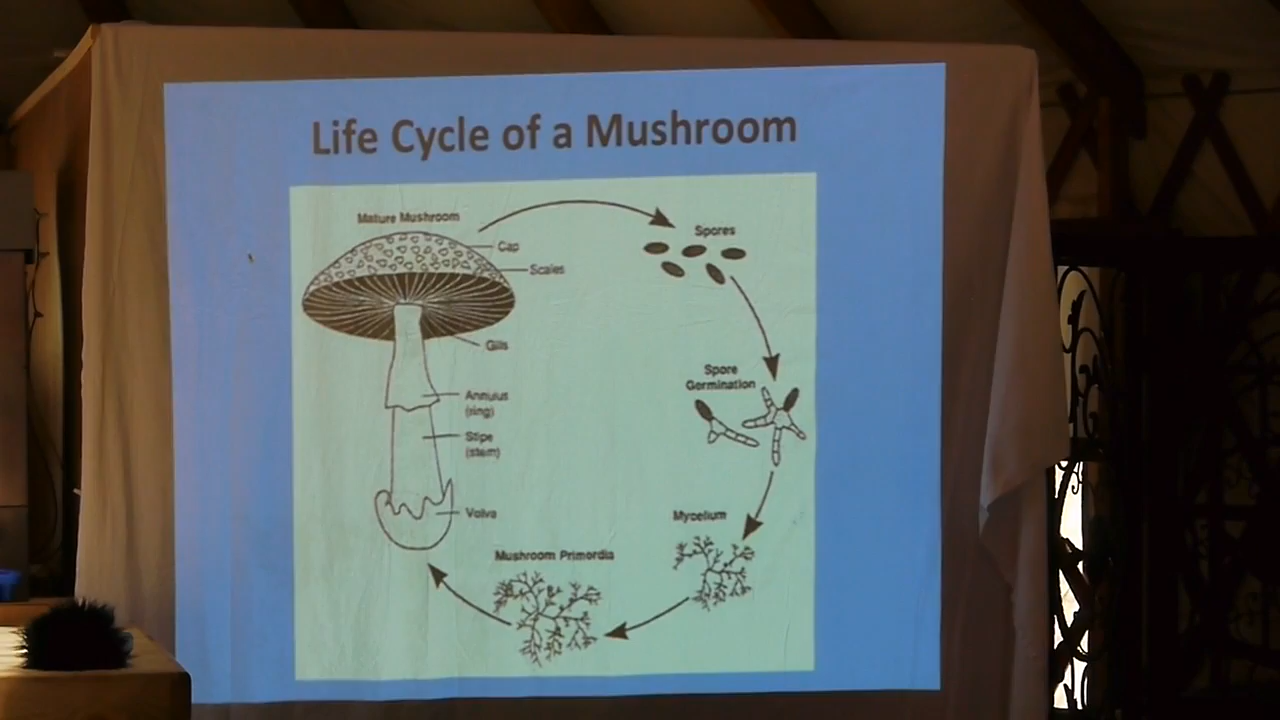 Life Cycle of a Mushroom
Mature Mushroom
Cap
Scales
Gills
Annulus
(ring)
Stipe
(stem)
Volva
Spores
Spore
Germination
Mycelium
Mushroom Primordia